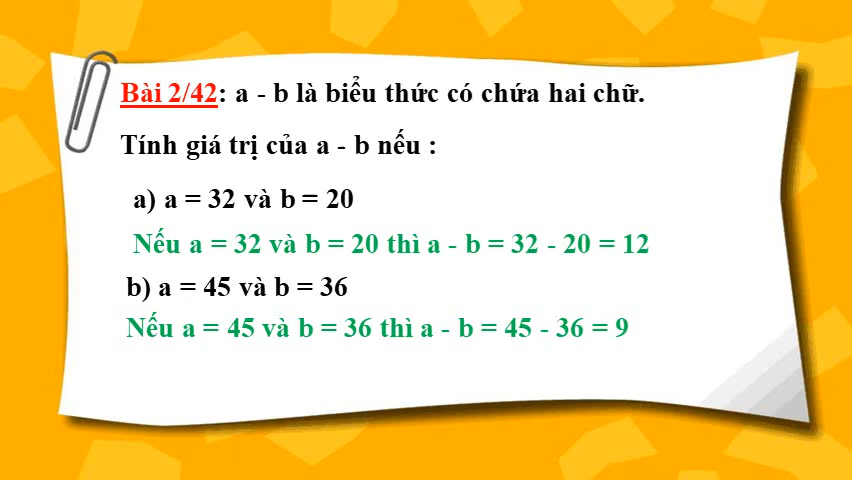 Bài 2/42: a - b là biểu thức có chứa hai chữ.
Tính giá trị của a - b nếu :
a) a = 32 và b = 20
Nếu a = 32 và b = 20 thì a - b = 32 - 20 = 12
b) a = 45 và b = 36
Nếu a = 45 và b = 36 thì a - b = 45 - 36 = 9